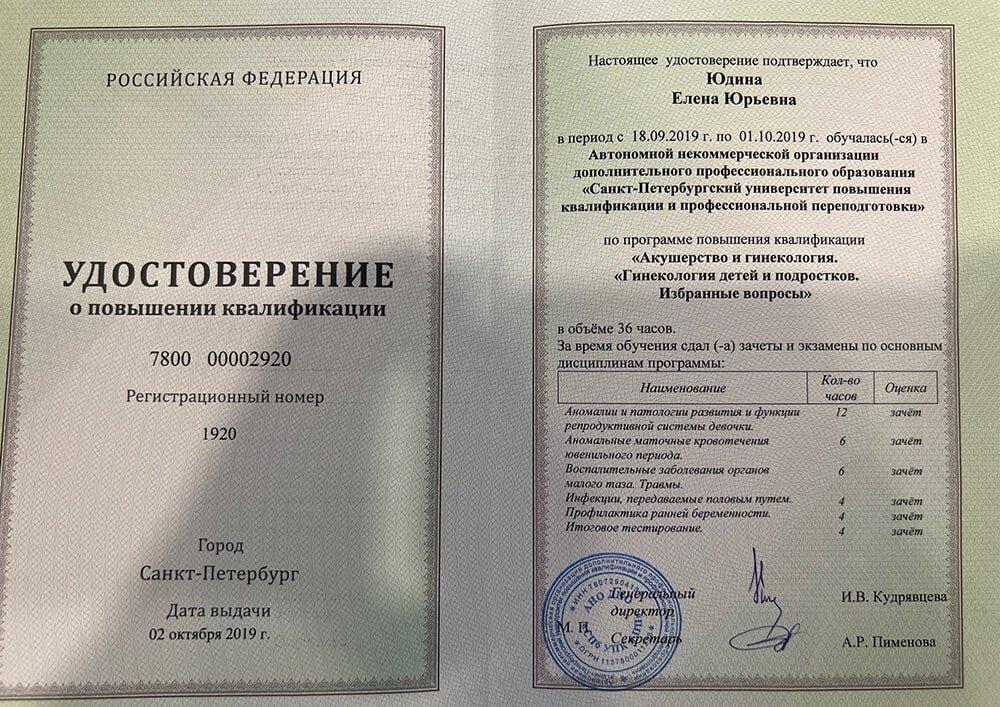 РОССИЙСКАЯ ФЕДЕРАЦИЯ
УДОСТОВЕРЕНИЕ
о повышении квалификации
7800 00002920
Регистрационный номер
1920
Город
Санкт-Петербург
Дата выдачи
02 октября 2019 г.
Настоящее удостоверение подтверждает, что
Юдина
Елена Юрьевна
в период с 18.09.2019 г. по 01.10.2019 г. обучалась(-ся) в
Автономной некоммерческой организации
дополнительного профессионального образования
«Санкт-Петербургский университет повышения
квалификации и профессиональной переподготовки»
по программе повышения квалификации
«Акушерство и гинекология.
«Гинекология детей и подростков.
Избранные вопросы»
в объёме 36 часов.
За время обучения сдал (-а) зачеты и экзамены по основным
дисциплинам программы:
Наименование Кол-во часов Оценка
Аномалии и патологии развития и функции 12 зачёт
репродуктивной системы девочки.
Аномальные маточные кровотечения 6 зачёт
ювенильного периода.
Воспалительные заболевания органов 6 зачёт
малого таза. Травмы.
Инфекции, передаваемые половым путем. 4 зачёт
Профилактика ранней беременности. 4 зачёт
Итоговое тестирование. 4 зачёт
Генеральный
директор И.В. Кудрявцева
М. П.
Секретарь А.Р. Пименова
АНО ДПО